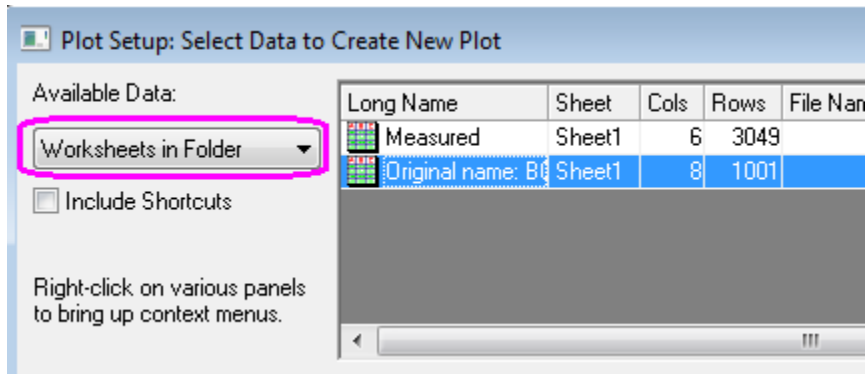 Plot Setup: Select Data to Create New Plot
Available Data:
Worksheets in Folder
Include Shortcuts
Right-click on various panels
to bring up context menus.
Long Name Sheet Cols Rows File Nam
Measured Sheet1 6 3049
Original name: Sheet1 8 1001